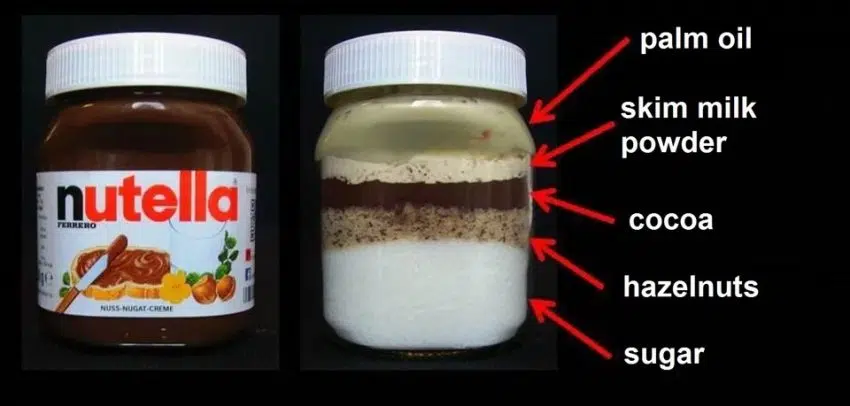 nutella
FERRERO
NUSS-NUGAT-CREME
palm oil
skim milk
powder
cocoa
hazelnuts
sugar